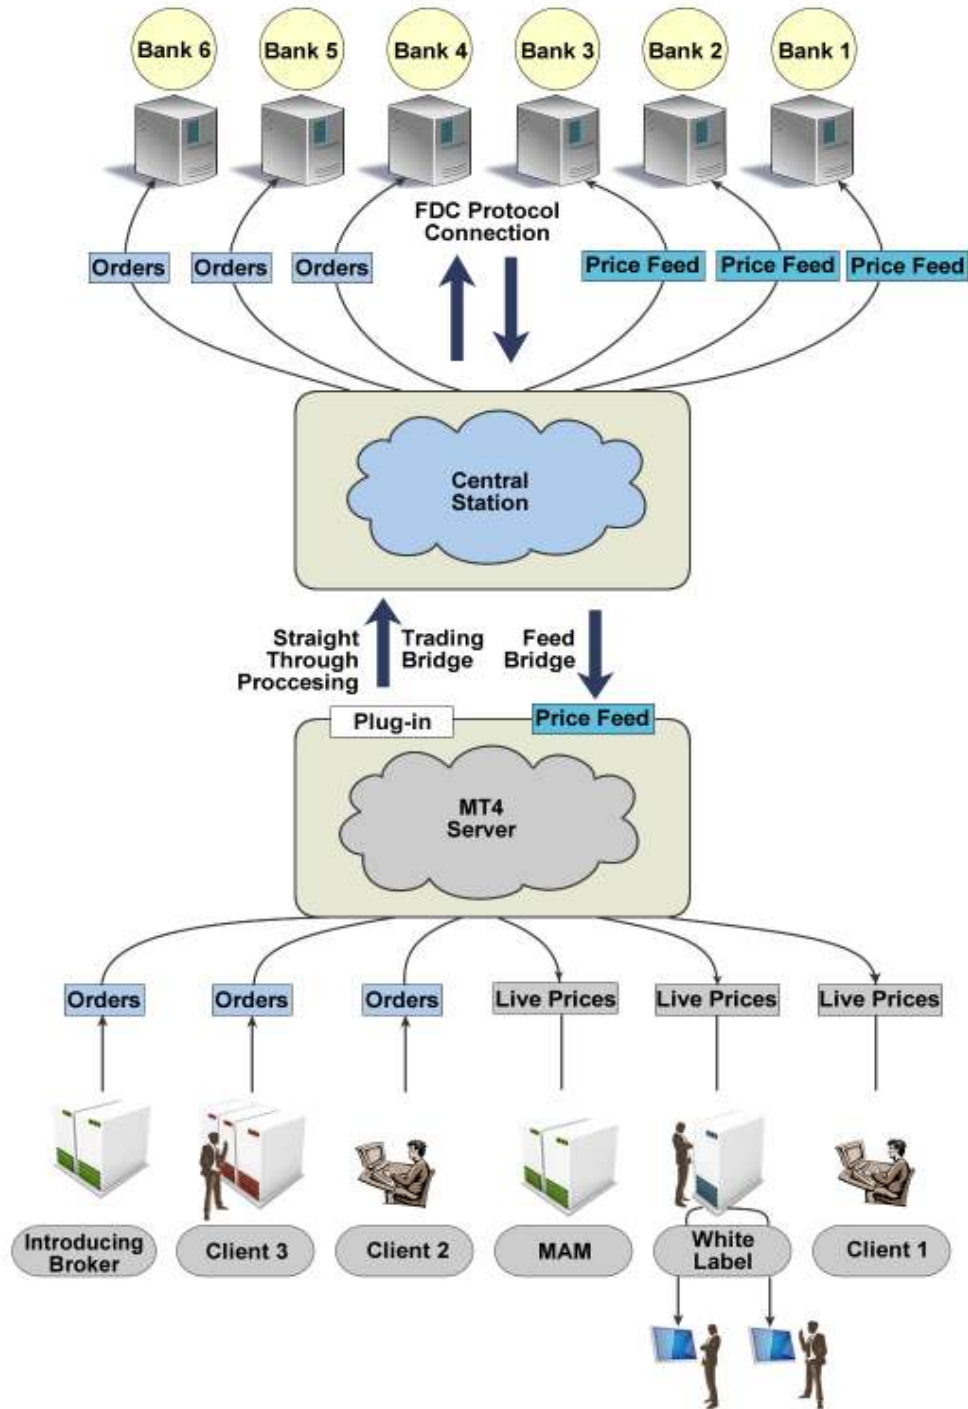 Bank 6
Bank 5
Bank 4
Bank 3
Bank 2
Bank 1
FDC Protocol
Connection
Orders
Orders
Orders
Price Feed
Price Feed
Price Feed
Central
Station
Straight
Through
Proccesing
Trading
Bridge
Feed
Bridge
Plug-in
Price Feed
MT4
Server
Orders
Orders
Orders
Live Prices
Live Prices
Live Prices
Introducing
Broker
Client 3
Client 2
MAM
White
Label
Client 1